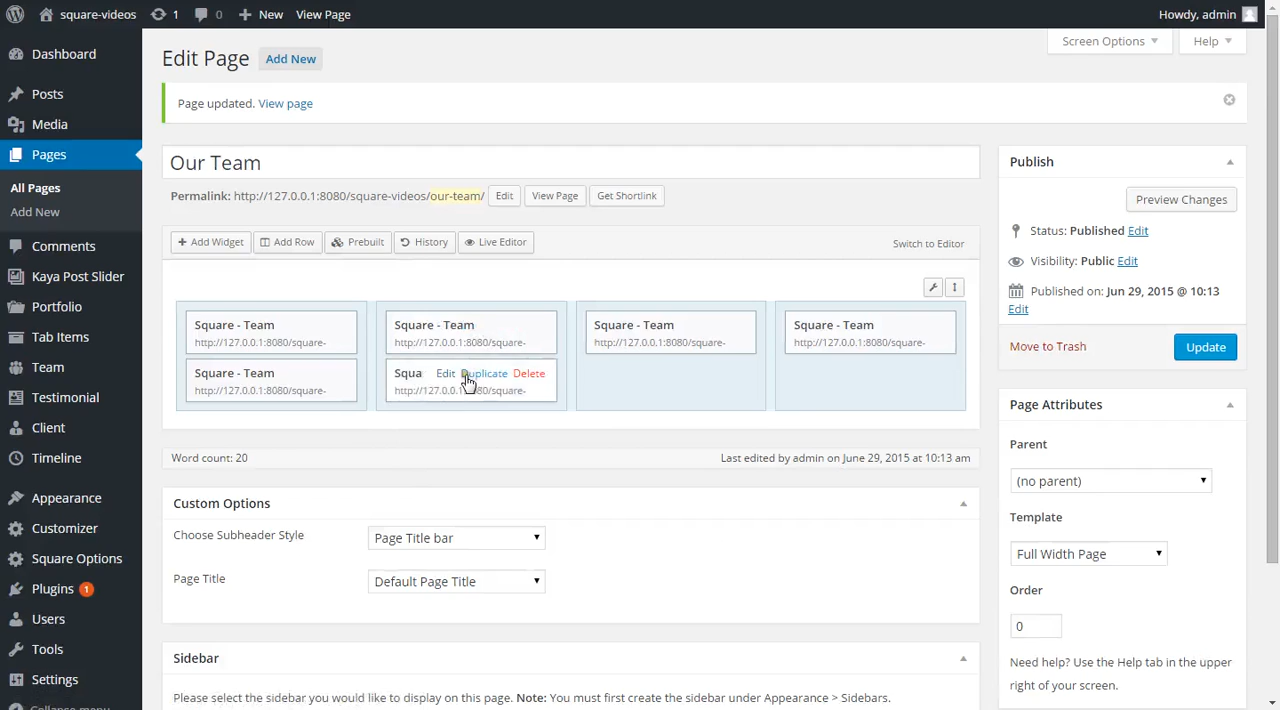 square-videos 1 0 New View Page Howdy, admin
Dashboard
Posts
Media
Pages
All Pages
Add New
Comments
Kaya Post Slider
Portfolio
Tab Items
Team
Testimonial
Client
Timeline
Appearance
Customizer
Square Options
Plugins 1
Users
Tools
Settings
Collapse menu
Screen Options Help
Edit Page Add New
Page updated. View page
Our Team
Permalink: http://127.0.0.1:8080/square-videos/our-team/ Edit View Page Get Shortlink
Add Widget Add Row Prebuilt History Live Editor Switch to Editor
Square - Team
http://127.0.0.1:8080/square-
Square - Team
http://127.0.0.1:8080/square-
Square - Team
http://127.0.0.1:8080/square-
Square - Team
http://127.0.0.1:8080/square-
Square - Team
http://127.0.0.1:8080/square-
Squa Edit Duplicate Delete
http://127.0.0.1:8080/square-
Word count: 20 Last edited by admin on June 29, 2015 at 10:13 am
Custom Options
Choose Subheader Style Page Title bar
Page Title Default Page Title
Sidebar
Please select the sidebar you would like to display on this page. Note: You must first create the sidebar under Appearance > Sidebars.
Publish
Preview Changes
Status: Published Edit
Visibility: Public Edit
Published on: Jun 29, 2015 @ 10:13
Edit
Move to Trash Update
Page Attributes
Parent
(no parent)
Template
Full Width Page
Order
0
Need help? Use the Help tab in the upper
right of your screen.